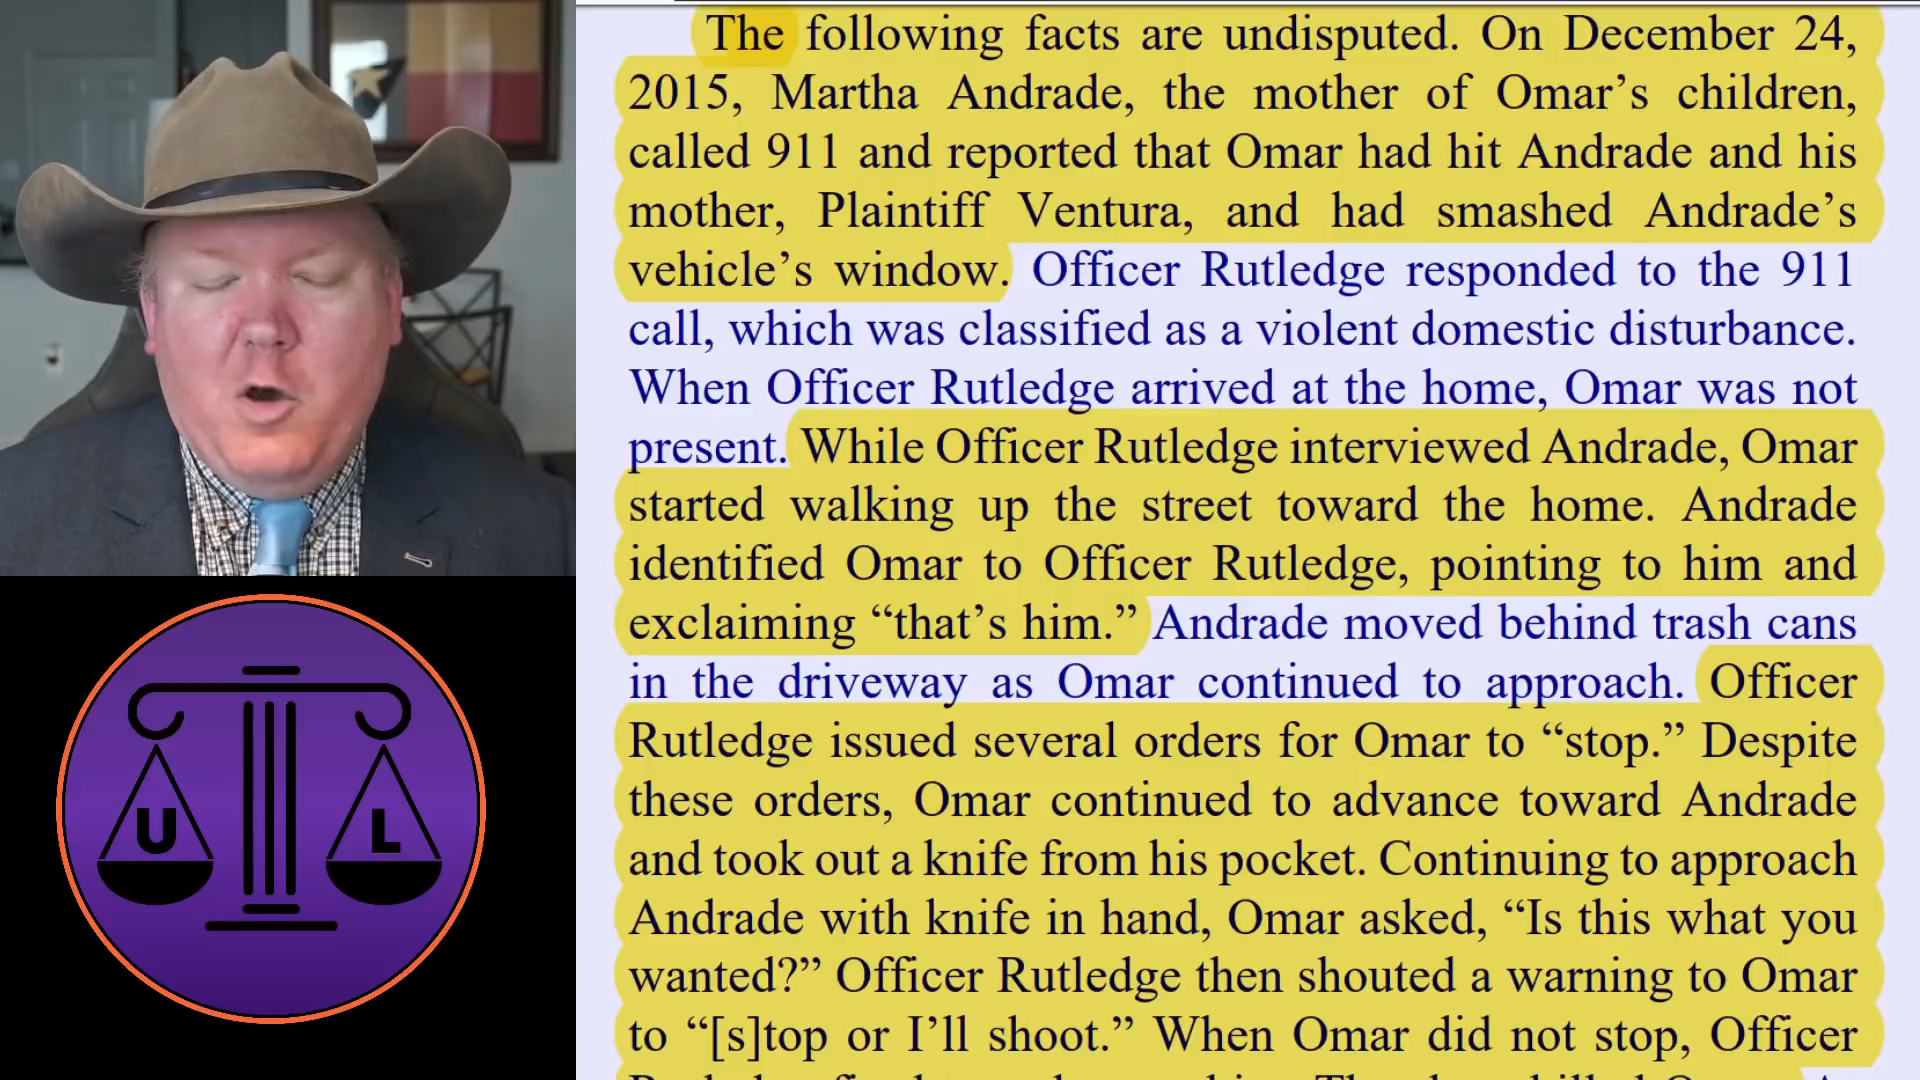 The following facts are undisputed. On December 24,
2015, Martha Andrade, the mother of Omar’s children,
called 911 and reported that Omar had hit Andrade and his
mother, Plaintiff Ventura, and had smashed Andrade’s
vehicle’s window. Officer Rutledge responded to the 911
call, which was classified as a violent domestic disturbance.
When Officer Rutledge arrived at the home, Omar was not
present. While Officer Rutledge interviewed Andrade, Omar
started walking up the street toward the home. Andrade
identified Omar to Officer Rutledge, pointing to him and
exclaiming “that’s him.” Andrade moved behind trash cans
in the driveway as Omar continued to approach. Officer
Rutledge issued several orders for Omar to “stop.” Despite
these orders, Omar continued to advance toward Andrade
and took out a knife from his pocket. Continuing to approach
Andrade with knife in hand, Omar asked, “Is this what you
wanted?” Officer Rutledge then shouted a warning to Omar
to “[s]top or I’ll shoot.” When Omar did not stop, Officer
U L